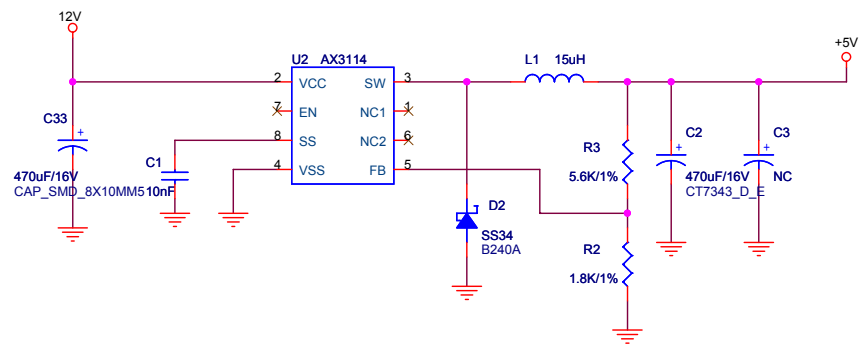 12V
+5V
U2 AX3114
L1 15uH
2 VCC SW 3
7 EN NC1 1
8 SS NC2 6
4 VSS FB 5
C33
+
470uF/16V
CAP_SMD_8X10MM5
C1
10nF
D2
SS34
B240A
R3
5.6K/1%
R2
1.8K/1%
C2
+
470uF/16V
CT7343_D_E
C3
+
NC